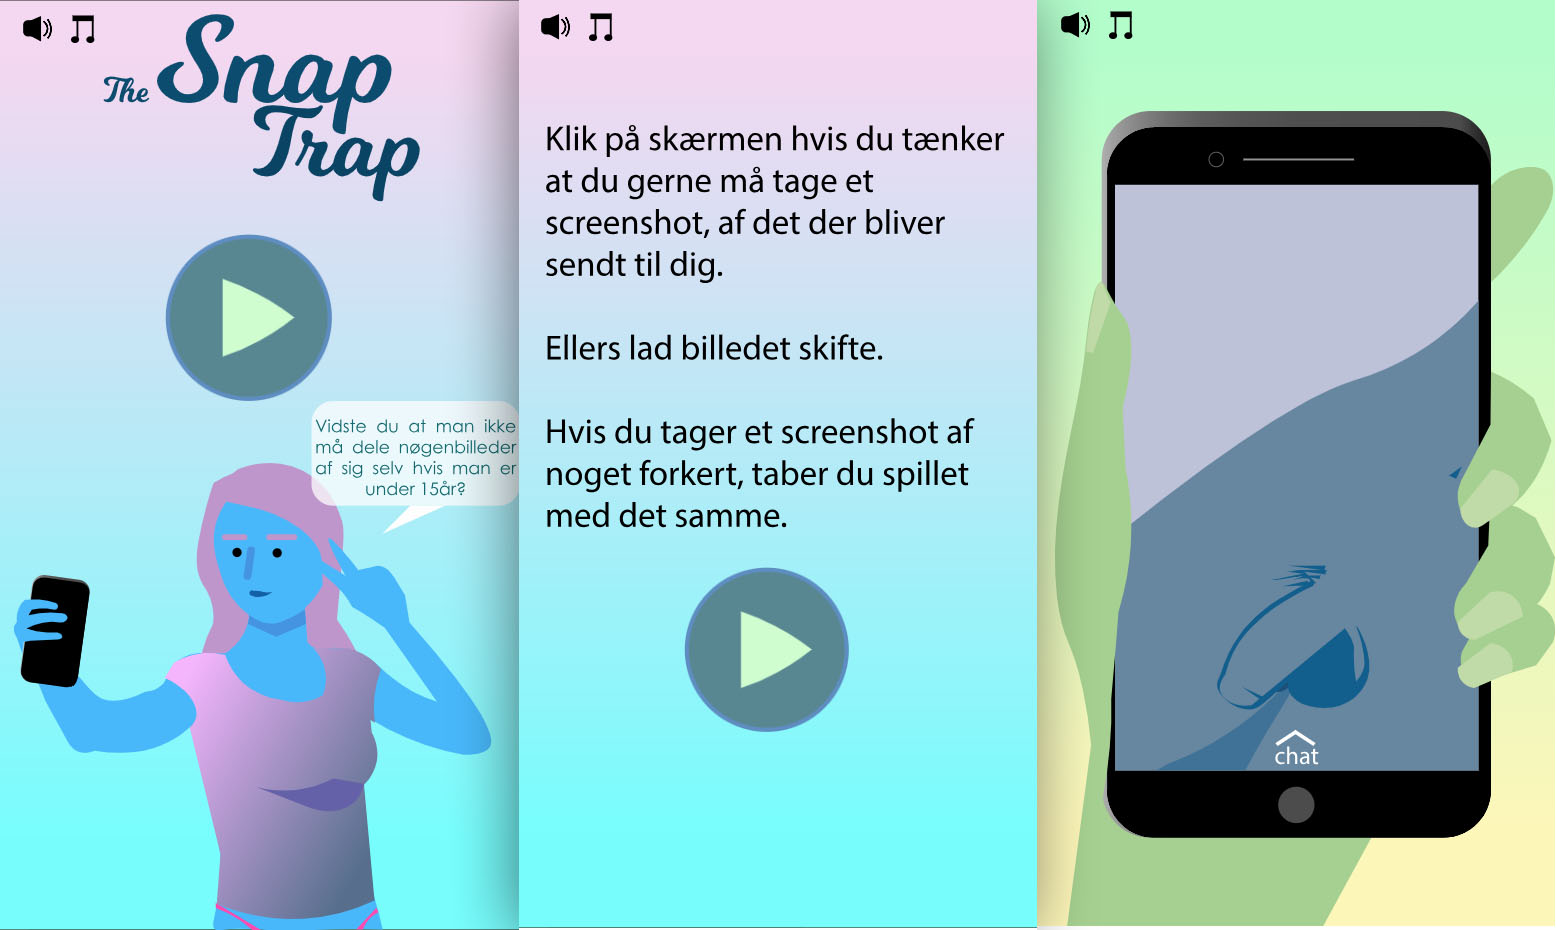 The Snap
Trap
Vidste du at man ikke
må dele nøgenbilleder
af sig selv hvis man er
under 15år?
Klik på skærmen hvis du tænker
at du gerne må tage et
screenshot, af det der bliver
sendt til dig.
Ellers lad billedet skifte.
Hvis du tager et screenshot af
noget forkert, taber du spillet
med det samme.
chat